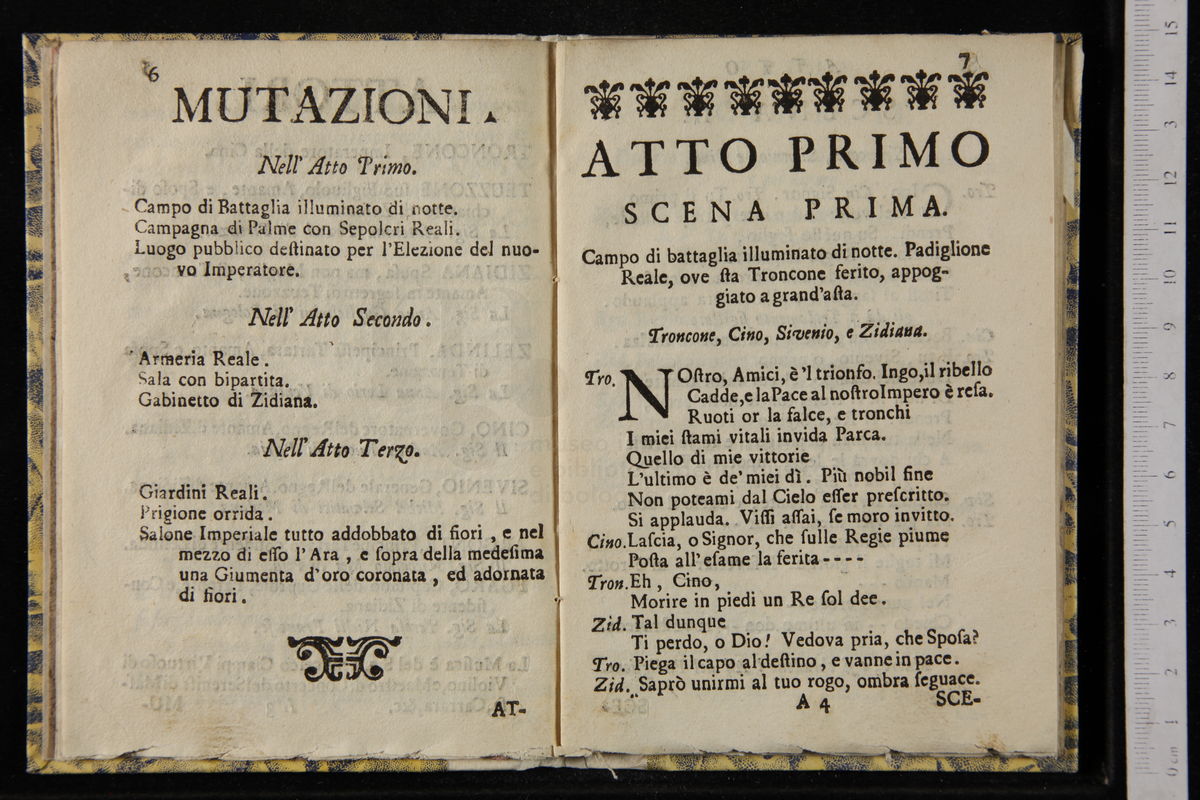 6
MUTAZIONI.
Nell' Atto Primo.
Campo di Battaglia illuminato di notte.
Campagna di Palme con Sepolcri Reali.
Luogo pubblico deſtinato per l'Elezione del nuo-
vo Imperatore.
Nell' Atto Secondo.
Armeria Reale.
Sala con bipartita.
Gabinetto di Zidiana.
Nell' Atto Terzo.
Giardini Reali.
Prigione orrida.
Salone Imperiale tutto addobbato di fiori, e nel
mezzo di eſſo l'Ara, e ſopra della medeſima
una Giumenta d'oro coronata, ed adornata
di fiori.
AT-
7
ATTO PRIMO
SCENA PRIMA.
Campo di battaglia illuminato di notte. Padiglione
Reale, ove ſta Troncone ferito, appog-
giato a grand'aſta.
Troncone, Cino, Sivenio, e Zidiana.
Tro. NOſtro, Amici, è 'l trionfo. Ingo, il ribello
Cadde, e la Pace al noſtro Impero è reſa.
Ruoti or la falce, e tronchi
I miei ſtami vitali invida Parca.
Quello di mie vittorie
L'ultimo è de' miei dì. Più nobil fine
Non poteami dal Cielo eſſer preſcritto.
Si applauda. Viſſi aſſai, ſe moro invitto.
Cino. Laſcia, o Signor, che ſulle Regie piume
Poſta all' eſame la ferita----
Tron. Eh, Cino,
Morire in piedi un Re ſol dee.
Zid. Tal dunque
Ti perdo, o Dio! Vedova pria, che Spoſa?
Tro. Piega il capo al deſtino, e vanne in pace.
Zid. Saprò unirmi al tuo rogo, ombra ſeguace.
A 4 SCE-